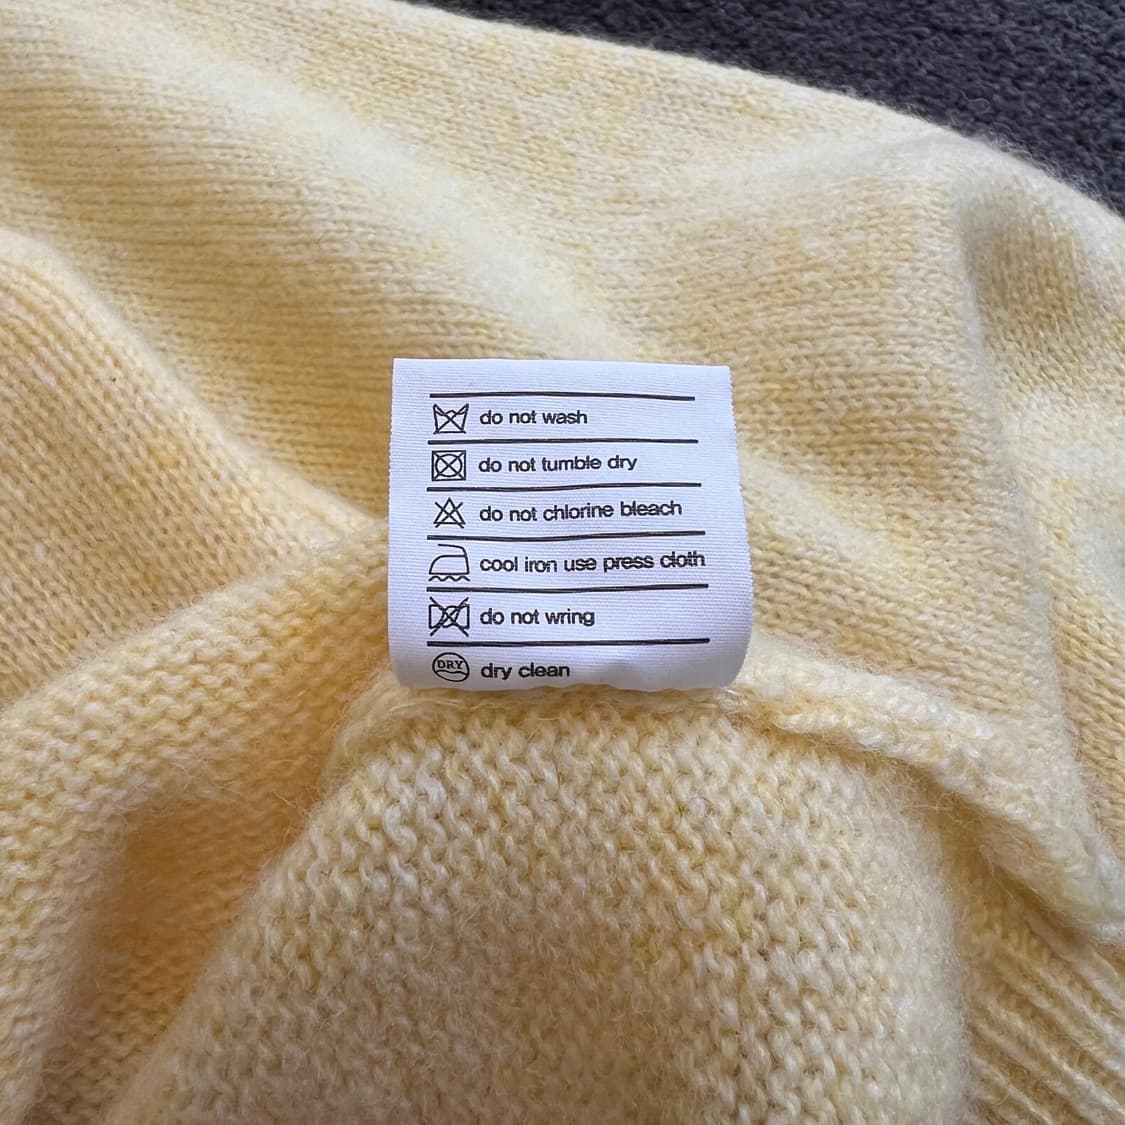 do not wash
do not tumble dry
do not chlorine bleach
cool iron use press cloth
do not wring
DRY dry clean